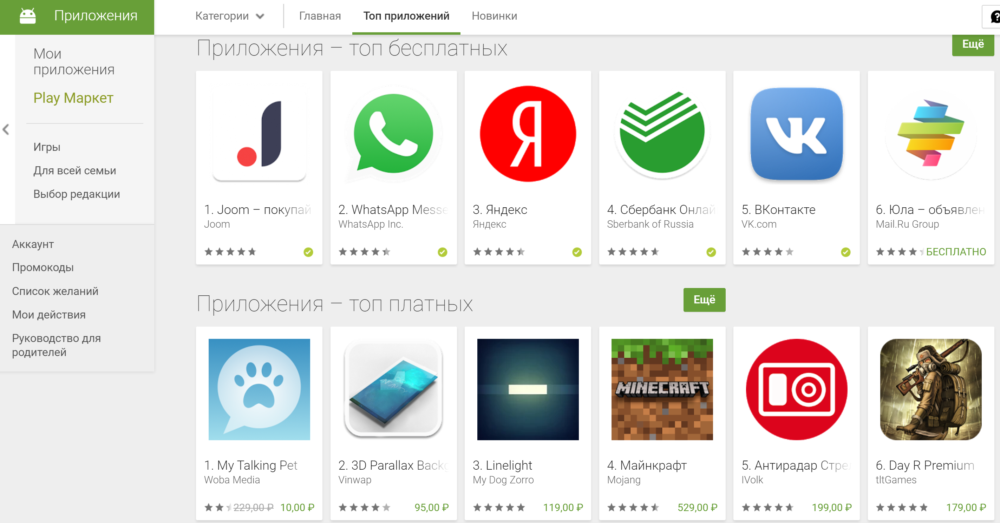 Приложения
Категории
Главная
Топ приложений
Новинки
Мои
приложения
Play Маркет
Игры
Для всей семьи
Выбор редакции
Аккаунт
Промокоды
Список желаний
Мои действия
Руководство для
родителей
Приложения – топ бесплатных
Ещё
Я
VK
1. Joom – покупай
Joom
2. WhatsApp Messe
WhatsApp Inc.
3. Яндекс
Яндекс
4. Сбербанк Онлай
Sberbank of Russia
5. ВКонтакте
VK.com
6. Юла – объявлен
Mail.Ru Group
БЕСПЛАТНО
Приложения – топ платных
Ещё
MINECRAFT
1. My Talking Pet
Woba Media
229,00 ₽ 10,00 ₽
2. 3D Parallax Backg
Vinwap
95,00 ₽
3. Linelight
My Dog Zorro
119,00 ₽
4. Майнкрафт
Mojang
529,00 ₽
5. Антирадар Стрел
IVolk
199,00 ₽
6. Day R Premium
tltGames
179,00 ₽